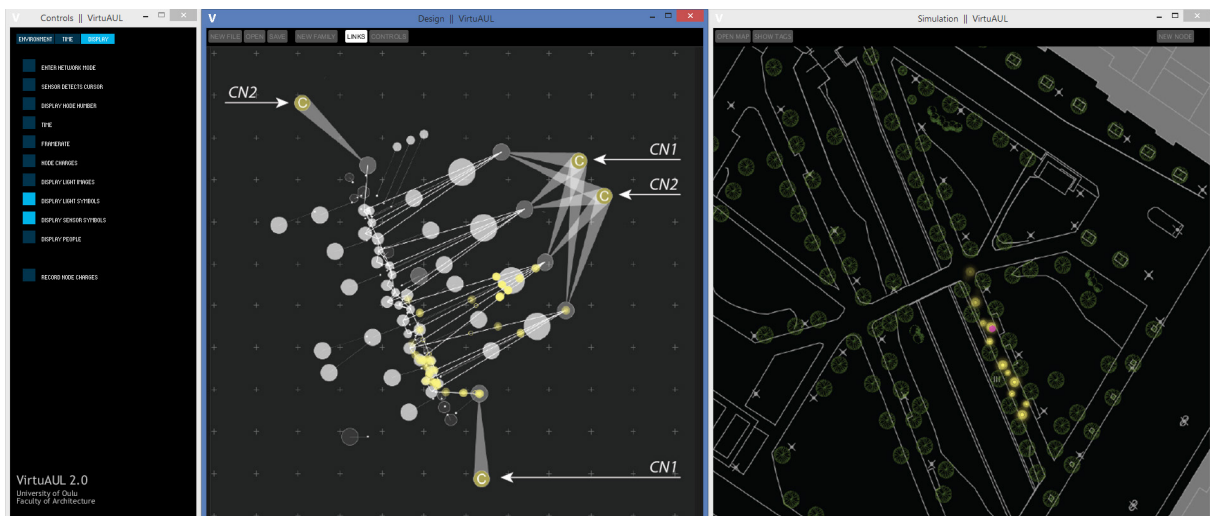 V
Controls || VirtuAUL
ENVIRONMENT TIME DISPLAY
ENTER NETWORK MODE
SENSOR DETECTS CURSOR
DISPLAY NODE NUMBER
TIME
FRAMERATE
NODE CHARGES
DISPLAY LIGHT IMAGES
DISPLAY LIGHT SYMBOLS
DISPLAY SENSOR SYMBOLS
DISPLAY PEOPLE
RECORD NODE CHARGES
VirtuAUL 2.0
University of Oulu
Faculty of Architecture
V
Design || VirtuAUL
NEW FILE OPEN SAVE NEW FAMILY LINKS CONTROLS
CN2
C
C
CN1
C
CN2
C
CN1
V
Simulation || VirtuAUL
OPEN MAP SHOW TAGS NEW NODE